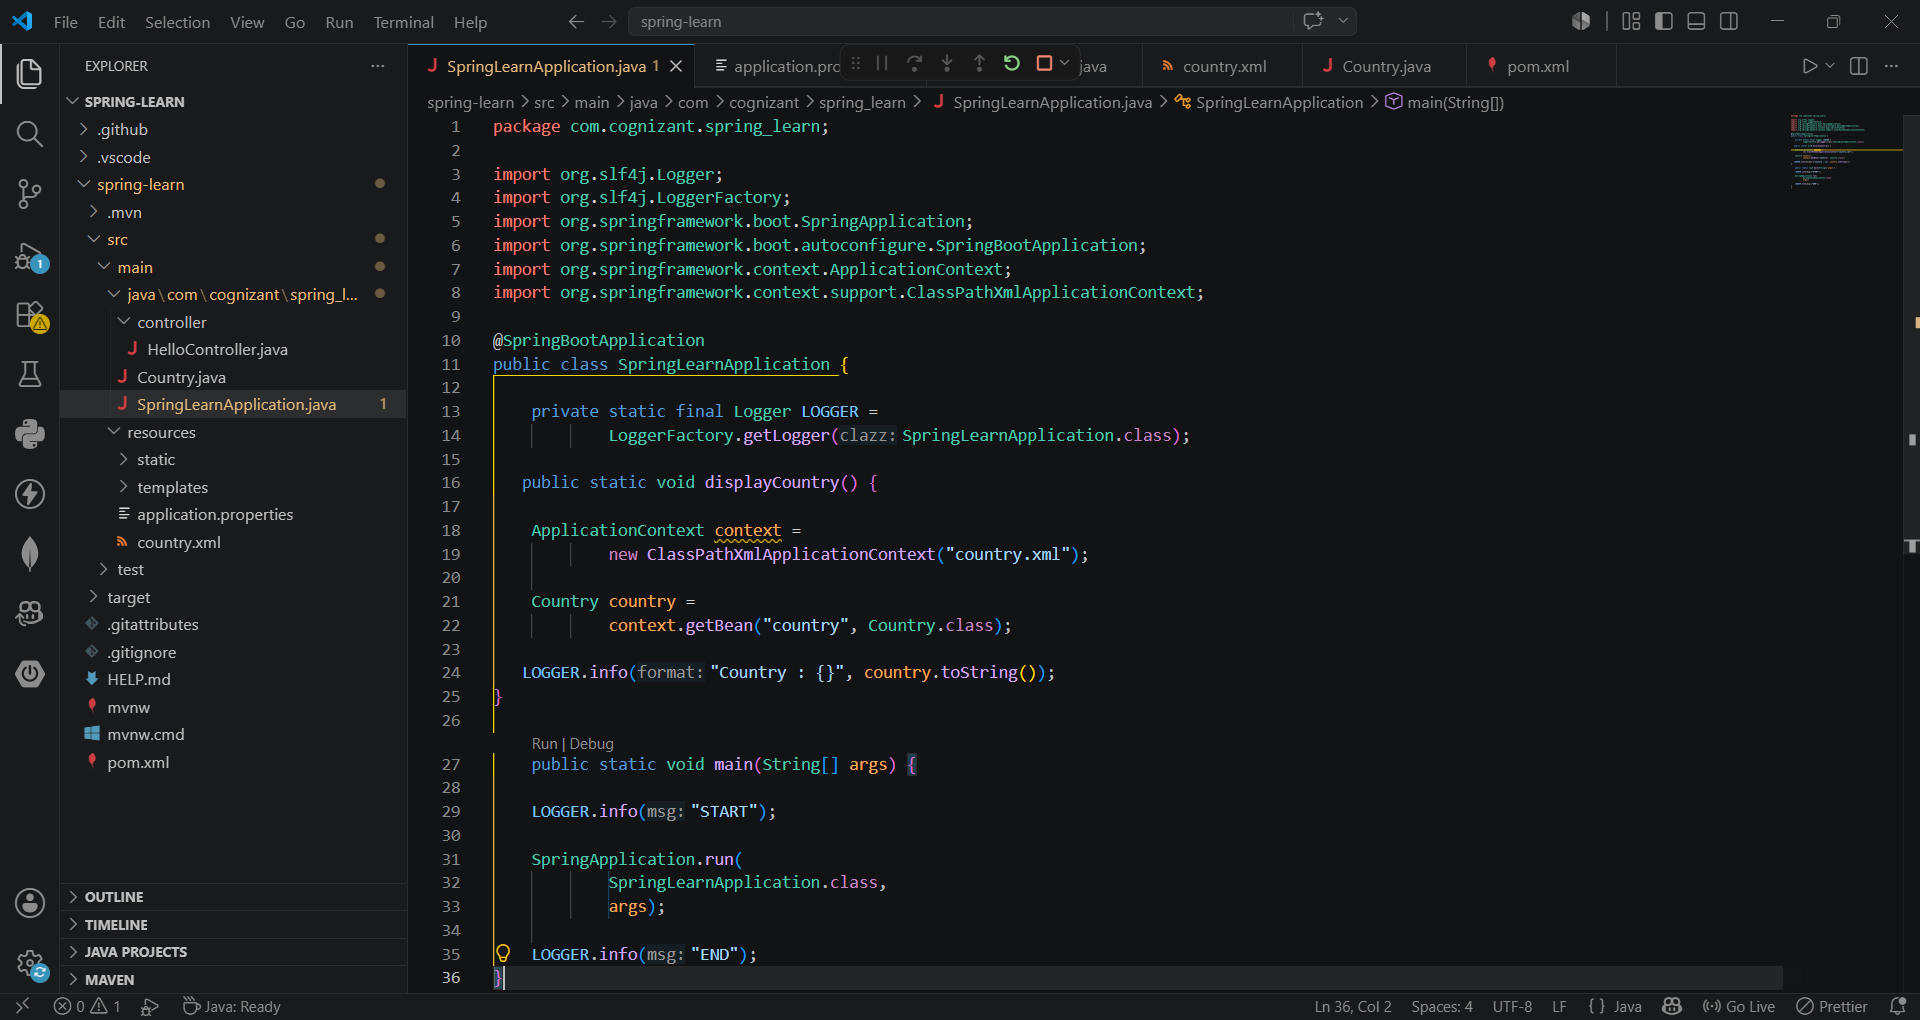 File Edit Selection View Go Run Terminal Help
spring-learn
EXPLORER
SPRING-LEARN
.github
.vscode
spring-learn
.mvn
src
main
java\com\cognizant\spring_l...
controller
HelloController.java
Country.java
SpringLearnApplication.java 1
resources
static
templates
application.properties
country.xml
test
target
.gitattributes
.gitignore
HELP.md
mvnw
mvnw.cmd
pom.xml
OUTLINE
TIMELINE
JAVA PROJECTS
MAVEN
1
SpringLearnApplication.java 1
application.pro
java
country.xml
Country.java
pom.xml
spring-learn > src > main > java > com > cognizant > spring_learn > SpringLearnApplication.java > SpringLearnApplication > main(String[])
1 package com.cognizant.spring_learn;
2
3 import org.slf4j.Logger;
4 import org.slf4j.LoggerFactory;
5 import org.springframework.boot.SpringApplication;
6 import org.springframework.boot.autoconfigure.SpringBootApplication;
7 import org.springframework.context.ApplicationContext;
8 import org.springframework.context.support.ClassPathXmlApplicationContext;
9
10 @SpringBootApplication
11 public class SpringLearnApplication {
12
13 private static final Logger LOGGER =
14 LoggerFactory.getLogger(clazz: SpringLearnApplication.class);
15
16 public static void displayCountry() {
17
18 ApplicationContext context =
19 new ClassPathXmlApplicationContext("country.xml");
20
21 Country country =
22 context.getBean("country", Country.class);
23
24 LOGGER.info(format: "Country : {}", country.toString());
25 }
26
Run | Debug
27 public static void main(String[] args) {
28
29 LOGGER.info(msg: "START");
30
31 SpringApplication.run(
32 SpringLearnApplication.class,
33 args);
34
35 LOGGER.info(msg: "END");
36 }
0 1 Java: Ready
Ln 36, Col 2 Spaces: 4 UTF-8 LF {} Java Go Live Prettier